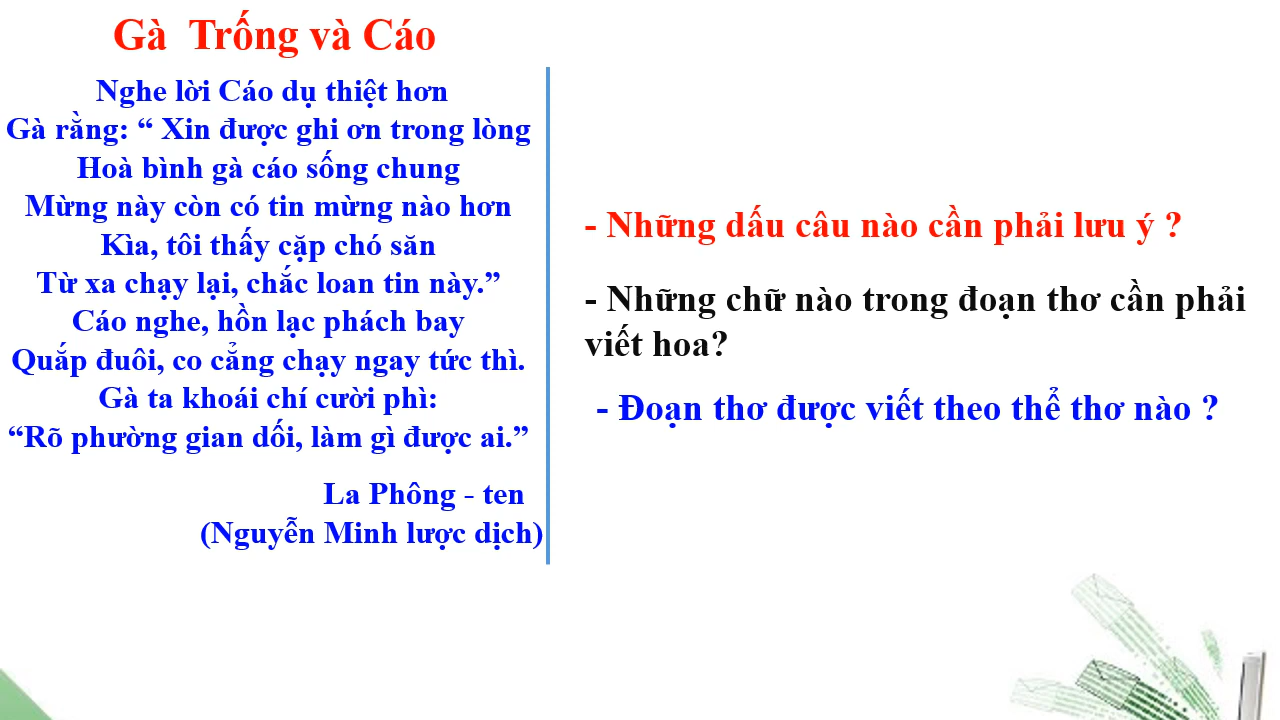 Gà Trống và Cáo
Nghe lời Cáo dụ thiệt hơn
Gà rằng: “ Xin được ghi ơn trong lòng
Hoà bình gà cáo sống chung
Mừng này còn có tin mừng nào hơn
Kìa, tôi thấy cặp chó săn
Từ xa chạy lại, chắc loan tin này.”
Cáo nghe, hồn lạc phách bay
Quắp đuôi, co cẳng chạy ngay tức thì.
Gà ta khoái chí cười phì:
“Rõ phường gian dối, làm gì được ai.”
La Phông - ten
(Nguyễn Minh lược dịch)
- Những dấu câu nào cần phải lưu ý ?
- Những chữ nào trong đoạn thơ cần phải
viết hoa?
- Đoạn thơ được viết theo thể thơ nào ?